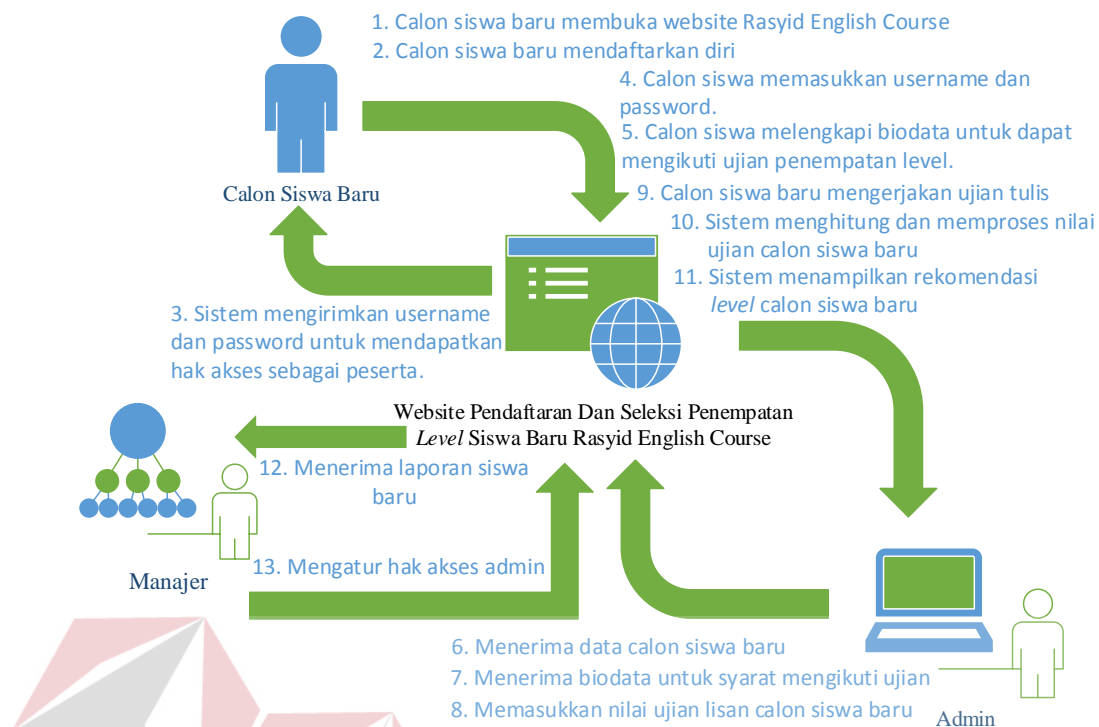 1. Calon siswa baru membuka website Rasyid English Course
2. Calon siswa baru mendaftarkan diri
4. Calon siswa memasukkan username dan
password.
5. Calon siswa melengkapi biodata untuk dapat
mengikuti ujian penempatan level.
Calon Siswa Baru
9. Calon siswa baru mengerjakan ujian tulis
10. Sistem menghitung dan memproses nilai
ujian calon siswa baru
11. Sistem menampilkan rekomendasi
level calon siswa baru
3. Sistem mengirimkan username
dan password untuk mendapatkan
hak akses sebagai peserta.
Website Pendaftaran Dan Seleksi Penempatan
Level Siswa Baru Rasyid English Course
12. Menerima laporan siswa
baru
13. Mengatur hak akses admin
Manajer
6. Menerima data calon siswa baru
7. Menerima biodata untuk syarat mengikuti ujian
8. Memasukkan nilai ujian lisan calon siswa baru
Admin